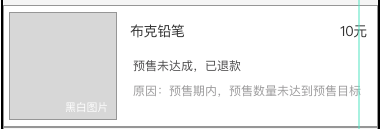 布克铅笔 10元
预售未达成，已退款
原因：预售期内，预售数量未达到预售目标
黑白图片